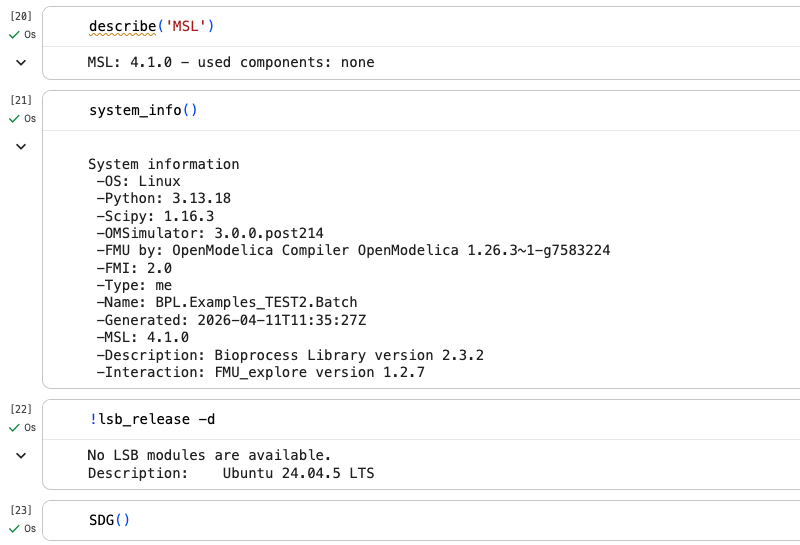 [20]
describe('MSL')
0s
MSL: 4.1.0 – used components: none
[21]
system_info()
0s
System information
-OS: Linux
-Python: 3.13.18
-Scipy: 1.16.3
-OMSimulator: 3.0.0.post214
-FMU by: OpenModelica Compiler OpenModelica 1.26.3~1-g7583224
-FMI: 2.0
-Type: me
-Name: BPL.Examples_TEST2.Batch
-Generated: 2026-04-11T11:35:27Z
-MSL: 4.1.0
-Description: Bioprocess Library version 2.3.2
-Interaction: FMU_explore version 1.2.7
[22]
!lsb_release -d
0s
No LSB modules are available.
Description:    Ubuntu 24.04.5 LTS
[23]
SDG()
0s